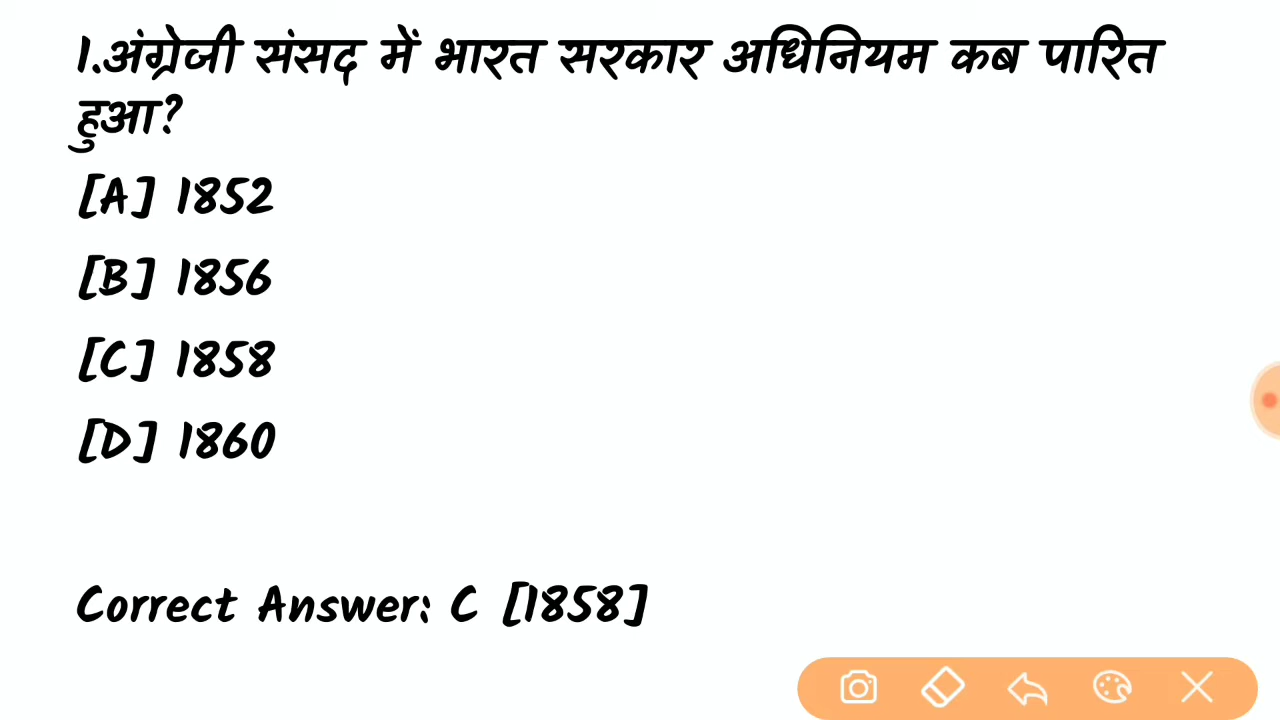 1.अंग्रेजी संसद में भारत सरकार अधिनियम कब पारित
हुआ?
[A] 1852
[B] 1856
[C] 1858
[D] 1860
Correct Answer: C [1858]